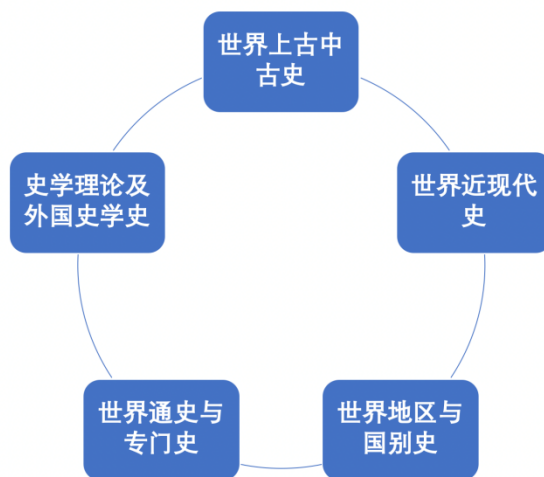 世界上古中
古史
世界近现代
史
世界地区与
国别史
世界通史与
专门史
史学理论及
外国史学史